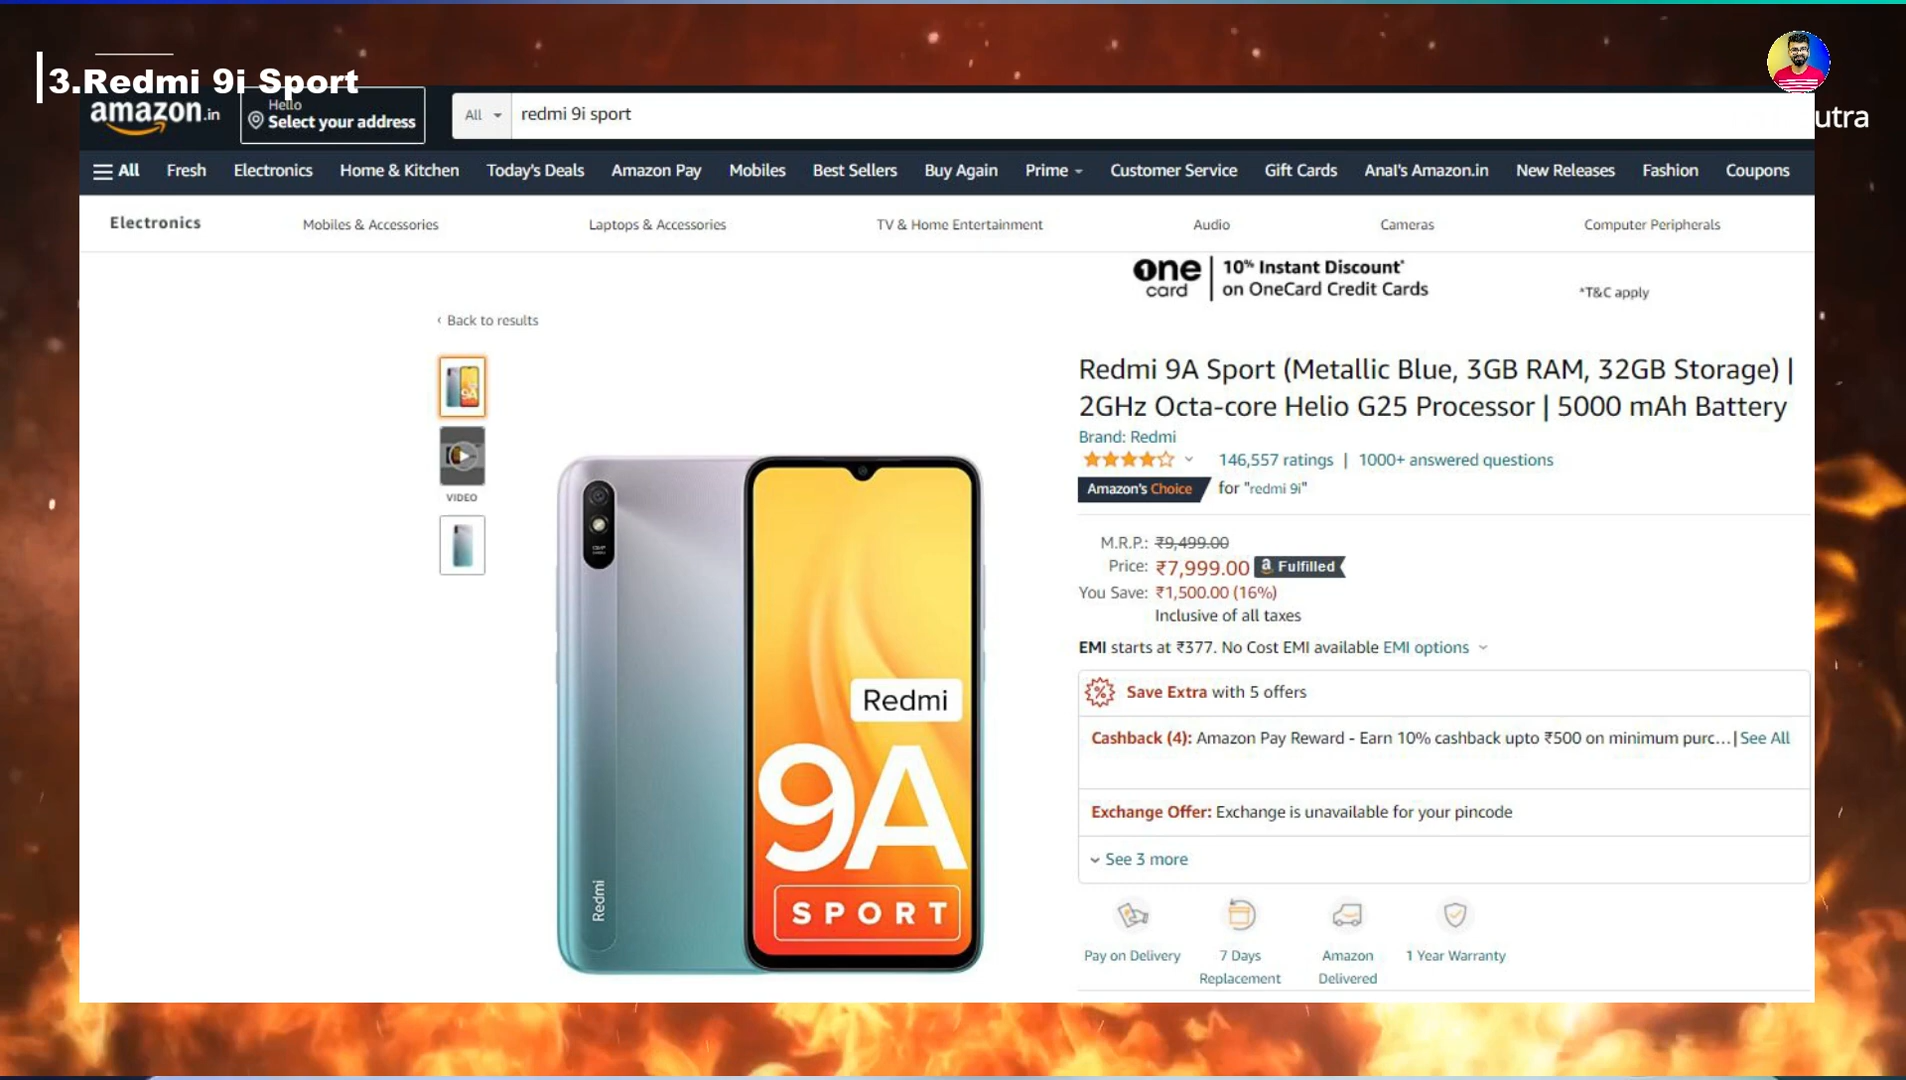 3.Redmi 9i Sport
utra
amazon.in
Hello
Select your address
All
redmi 9i sport
All Fresh Electronics Home & Kitchen Today's Deals Amazon Pay Mobiles Best Sellers Buy Again Prime Customer Service Gift Cards Anal's Amazon.in New Releases Fashion Coupons
Electronics Mobiles & Accessories Laptops & Accessories TV & Home Entertainment Audio Cameras Computer Peripherals
one card
10% Instant Discount*
on OneCard Credit Cards
*T&C apply
‹ Back to results
VIDEO
Redmi 9A Sport (Metallic Blue, 3GB RAM, 32GB Storage) |
2GHz Octa-core Helio G25 Processor | 5000 mAh Battery
Brand: Redmi
146,557 ratings | 1000+ answered questions
Amazon's Choice for "redmi 9i"
M.R.P.: ₹9,499.00
Price: ₹7,999.00 a Fulfilled
You Save: ₹1,500.00 (16%)
Inclusive of all taxes
EMI starts at ₹377. No Cost EMI available EMI options
Save Extra with 5 offers
Cashback (4): Amazon Pay Reward - Earn 10% cashback upto ₹500 on minimum purc... | See All
Exchange Offer: Exchange is unavailable for your pincode
See 3 more
Pay on Delivery
7 Days
Replacement
Amazon
Delivered
1 Year Warranty
Redmi
Redmi
9A
SPORT